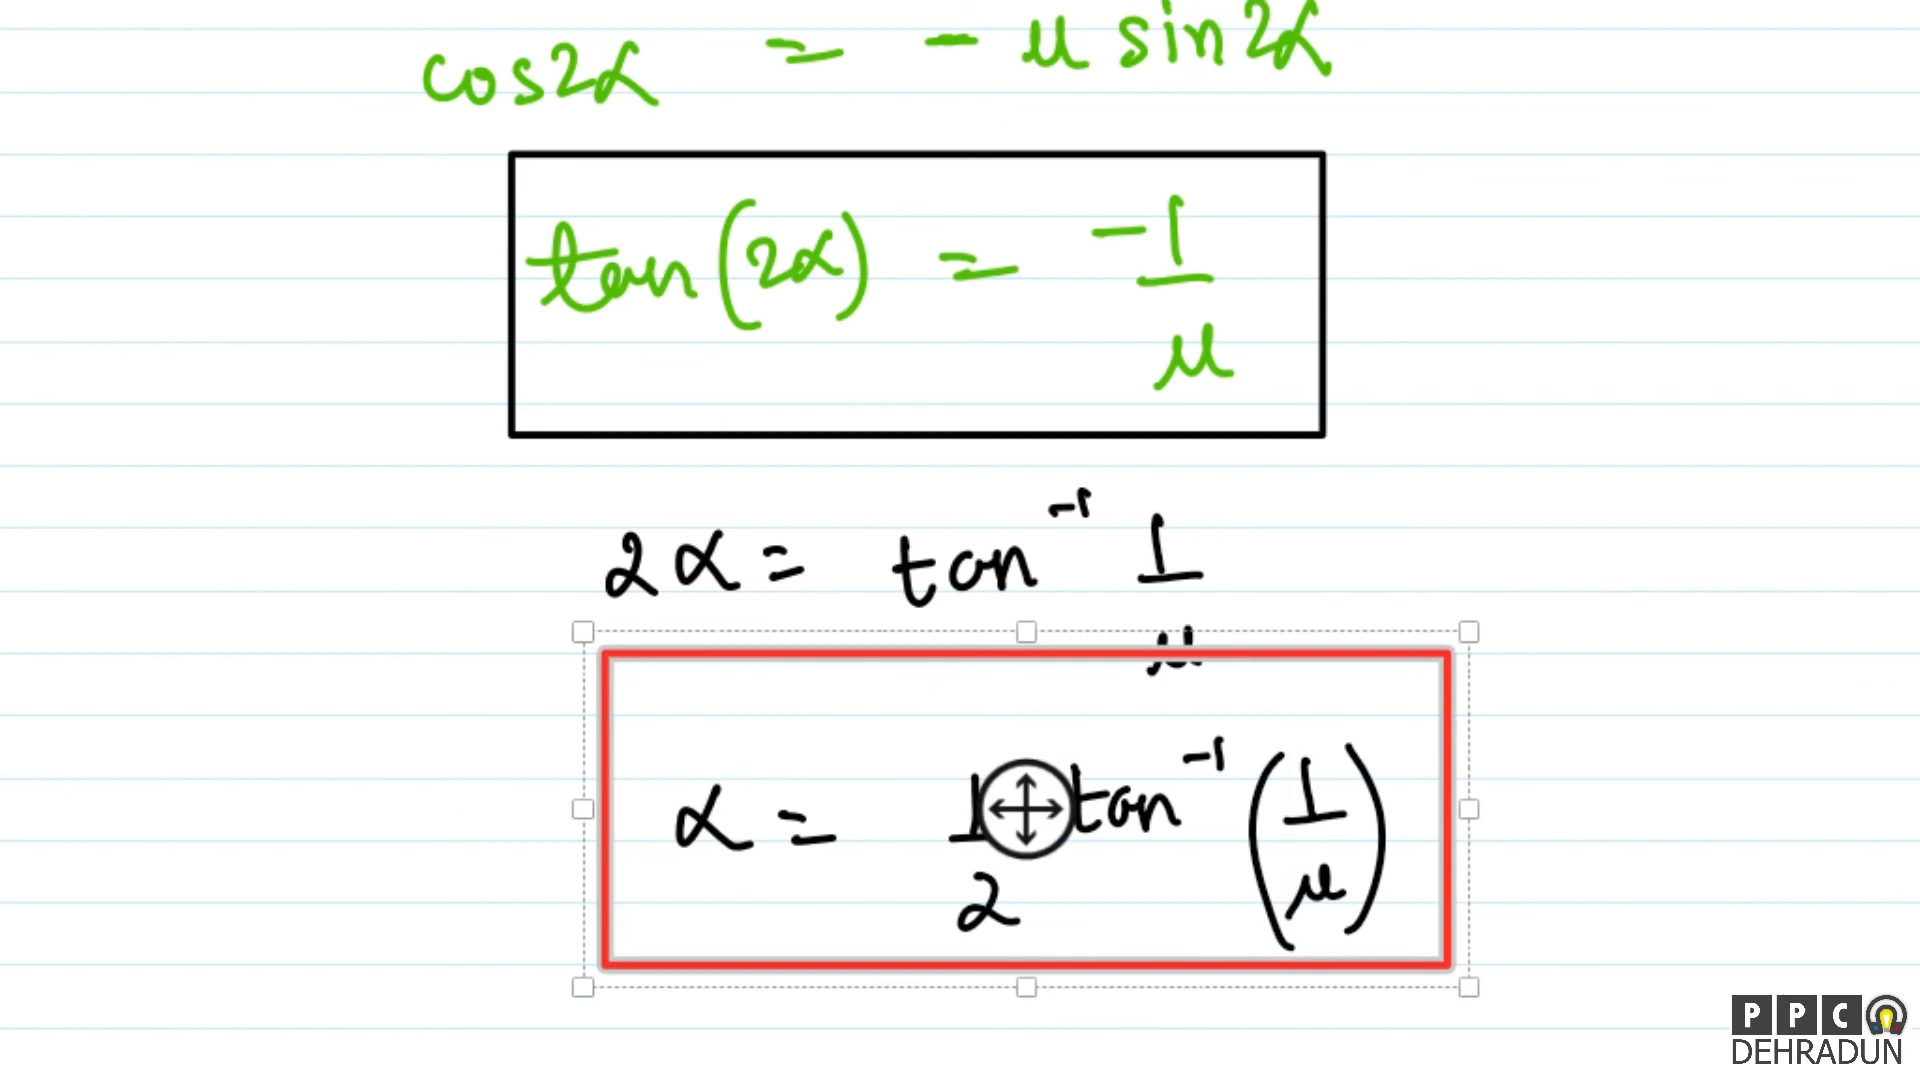 cos2α = - μ sin2α
tan(2α) = -1/μ
2α = tan⁻¹ 1/μ
α = 1/2 tan⁻¹ (1/μ)
PPC
DEHRADUN